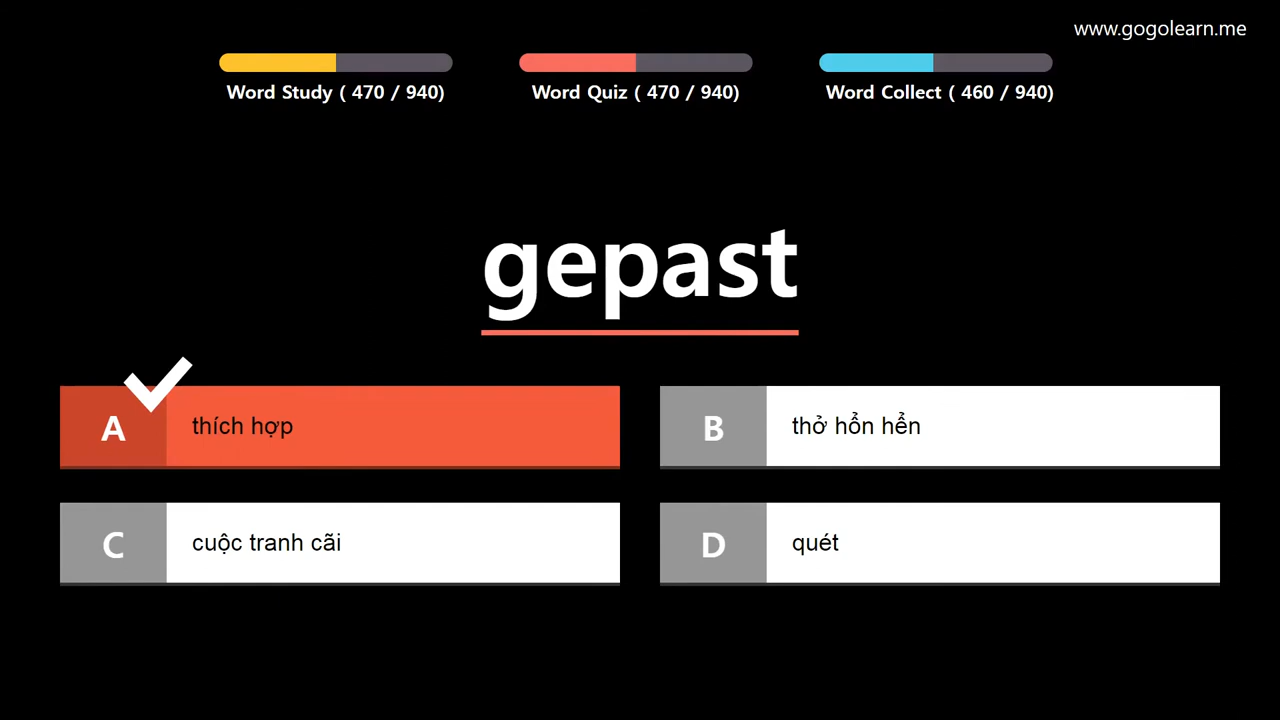 www.gogolearn.me
Word Study ( 470 / 940)
Word Quiz ( 470 / 940)
Word Collect ( 460 / 940)
gepast
A thích hợp
B thở hổn hển
C cuộc tranh cãi
D quét